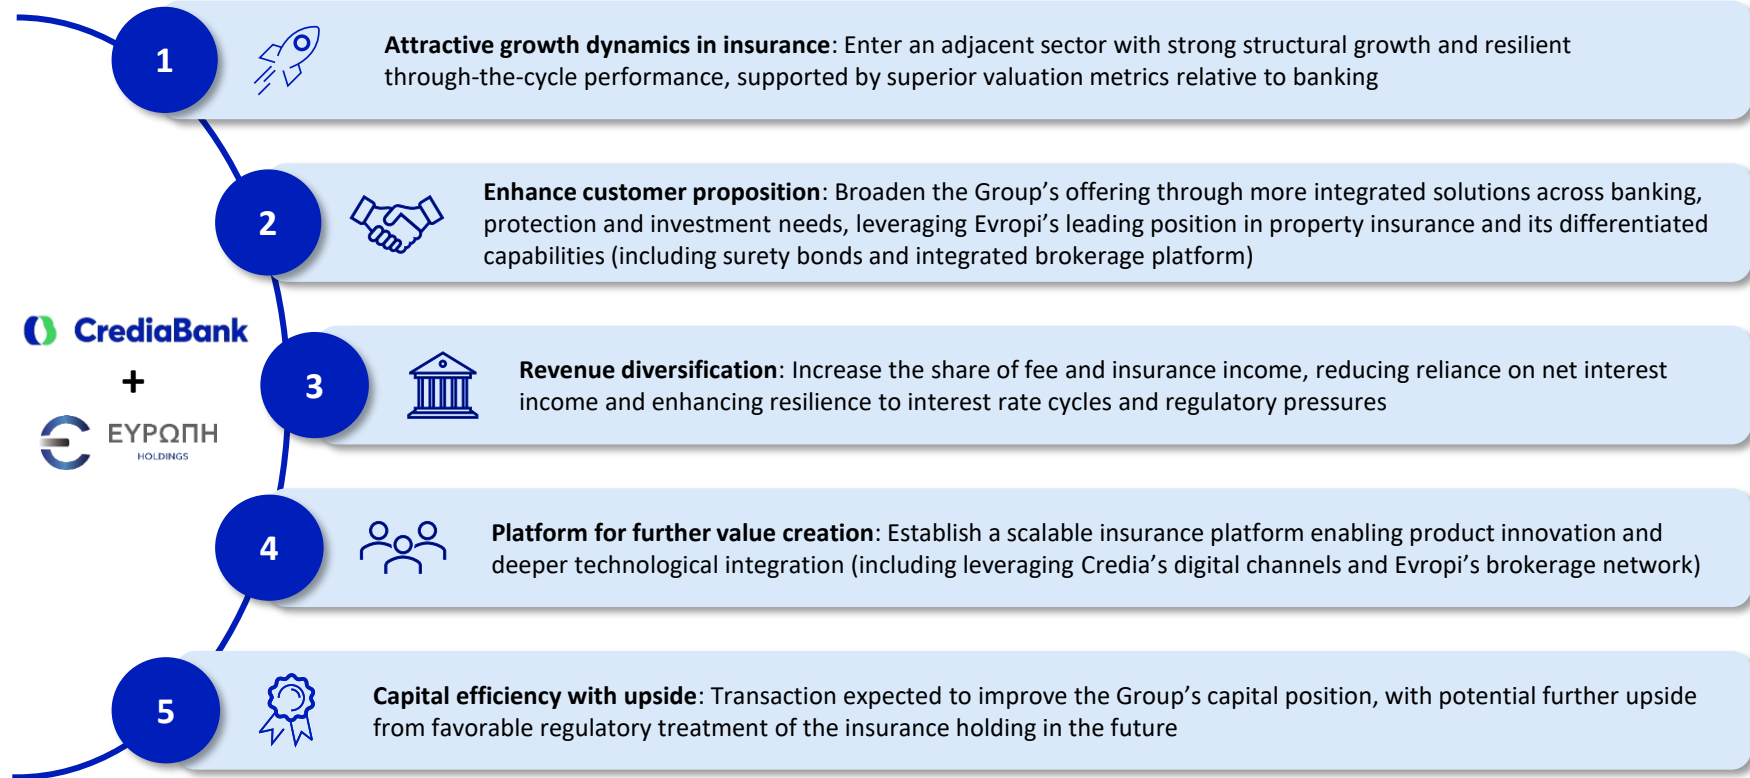 1
Attractive growth dynamics in insurance: Enter an adjacent sector with strong structural growth and resilient
through-the-cycle performance, supported by superior valuation metrics relative to banking
2
Enhance customer proposition: Broaden the Group’s offering through more integrated solutions across banking,
protection and investment needs, leveraging Evropi’s leading position in property insurance and its differentiated
capabilities (including surety bonds and integrated brokerage platform)
CrediaBank
+
ΕΥΡΩΠΗ
HOLDINGS
3
Revenue diversification: Increase the share of fee and insurance income, reducing reliance on net interest
income and enhancing resilience to interest rate cycles and regulatory pressures
4
Platform for further value creation: Establish a scalable insurance platform enabling product innovation and
deeper technological integration (including leveraging Credia’s digital channels and Evropi’s brokerage network)
5
Capital efficiency with upside: Transaction expected to improve the Group’s capital position, with potential further upside
from favorable regulatory treatment of the insurance holding in the future